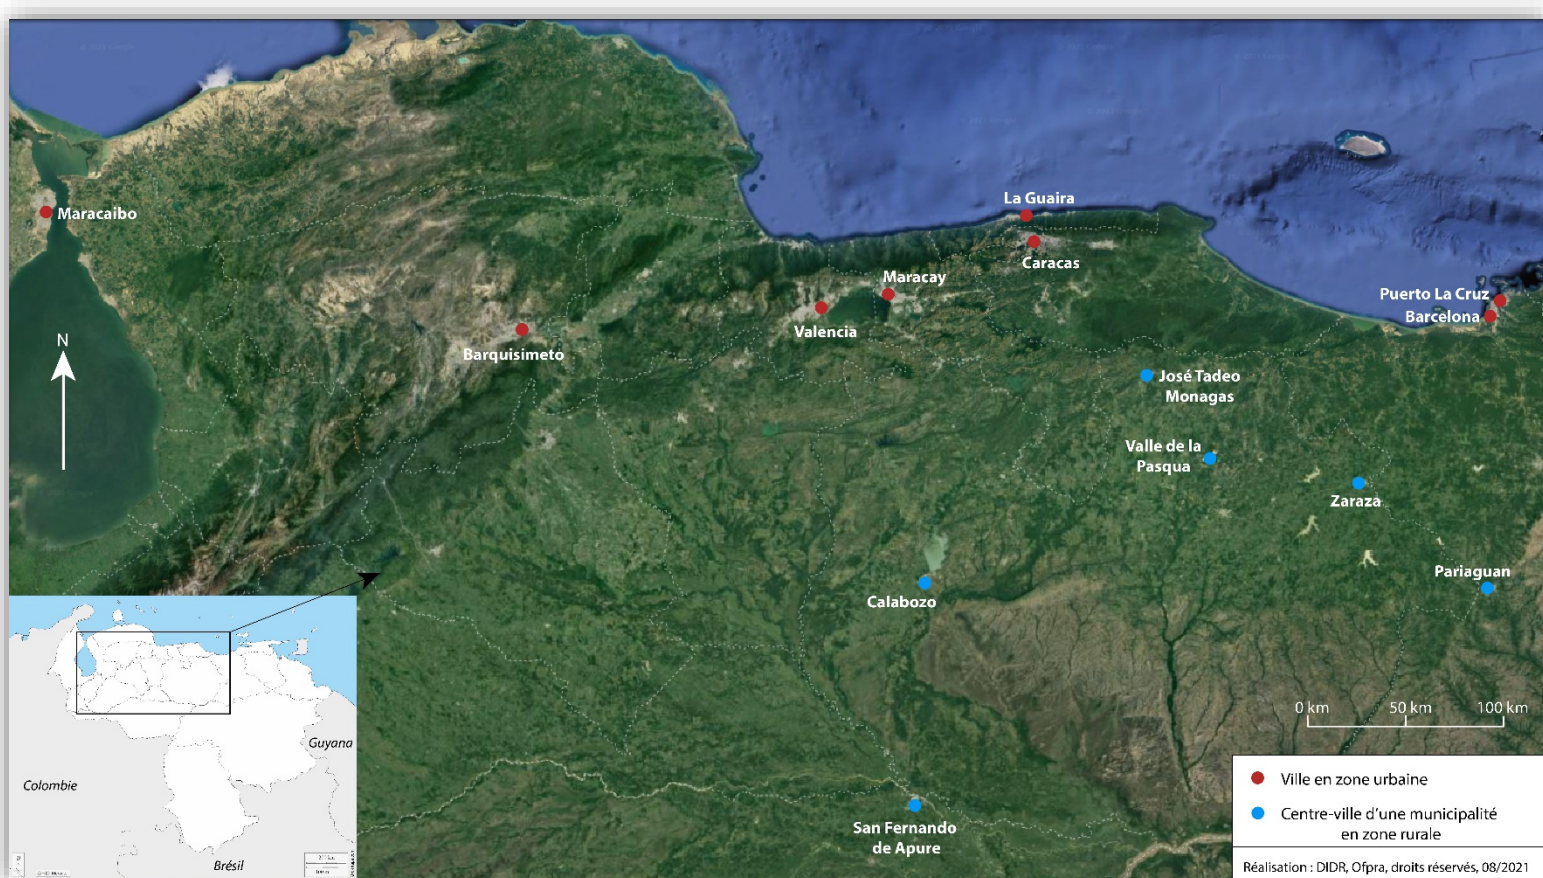 La Guaira
Maracaibo
Caracas
Maracay
Puerto La Cruz
Barcelona
Valencia
N
Barquisimeto
José Tadeo
Monagas
Valle de la
Pasqua
Zaraza
Pariaguan
Calabozo
0 km 50 km 100 km
Guyana
Colombie
Ville en zone urbaine
San Fernando
de Apure
Centre-ville d'une municipalité
en zone rurale
Brésil
Réalisation : DIDR, Ofpra, droits réservés, 08/2021